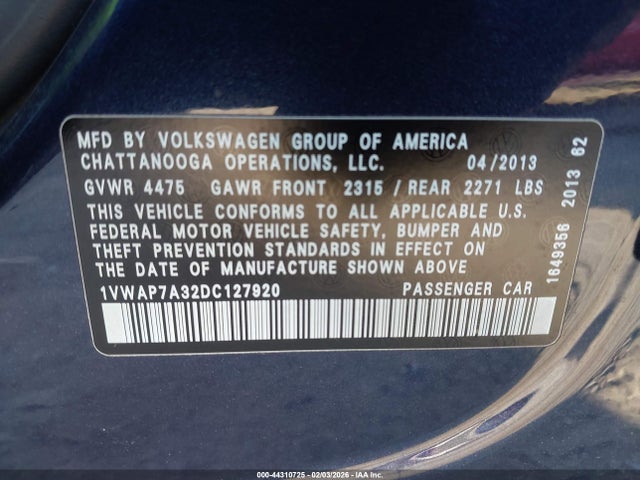 MFD BY VOLKSWAGEN GROUP OF AMERICA
CHATTANOOGA OPERATIONS, LLC. 04/2013
GVWR 4475 GAWR FRONT 2315 / REAR 2271 LBS
THIS VEHICLE CONFORMS TO ALL APPLICABLE U.S.
FEDERAL MOTOR VEHICLE SAFETY, BUMPER AND
THEFT PREVENTION STANDARDS IN EFFECT ON
THE DATE OF MANUFACTURE SHOWN ABOVE
1VWAP7A32DC127920 PASSENGER CAR
1649356 2013 62
000-44310725 - 02/03/2026 - IAAI.com